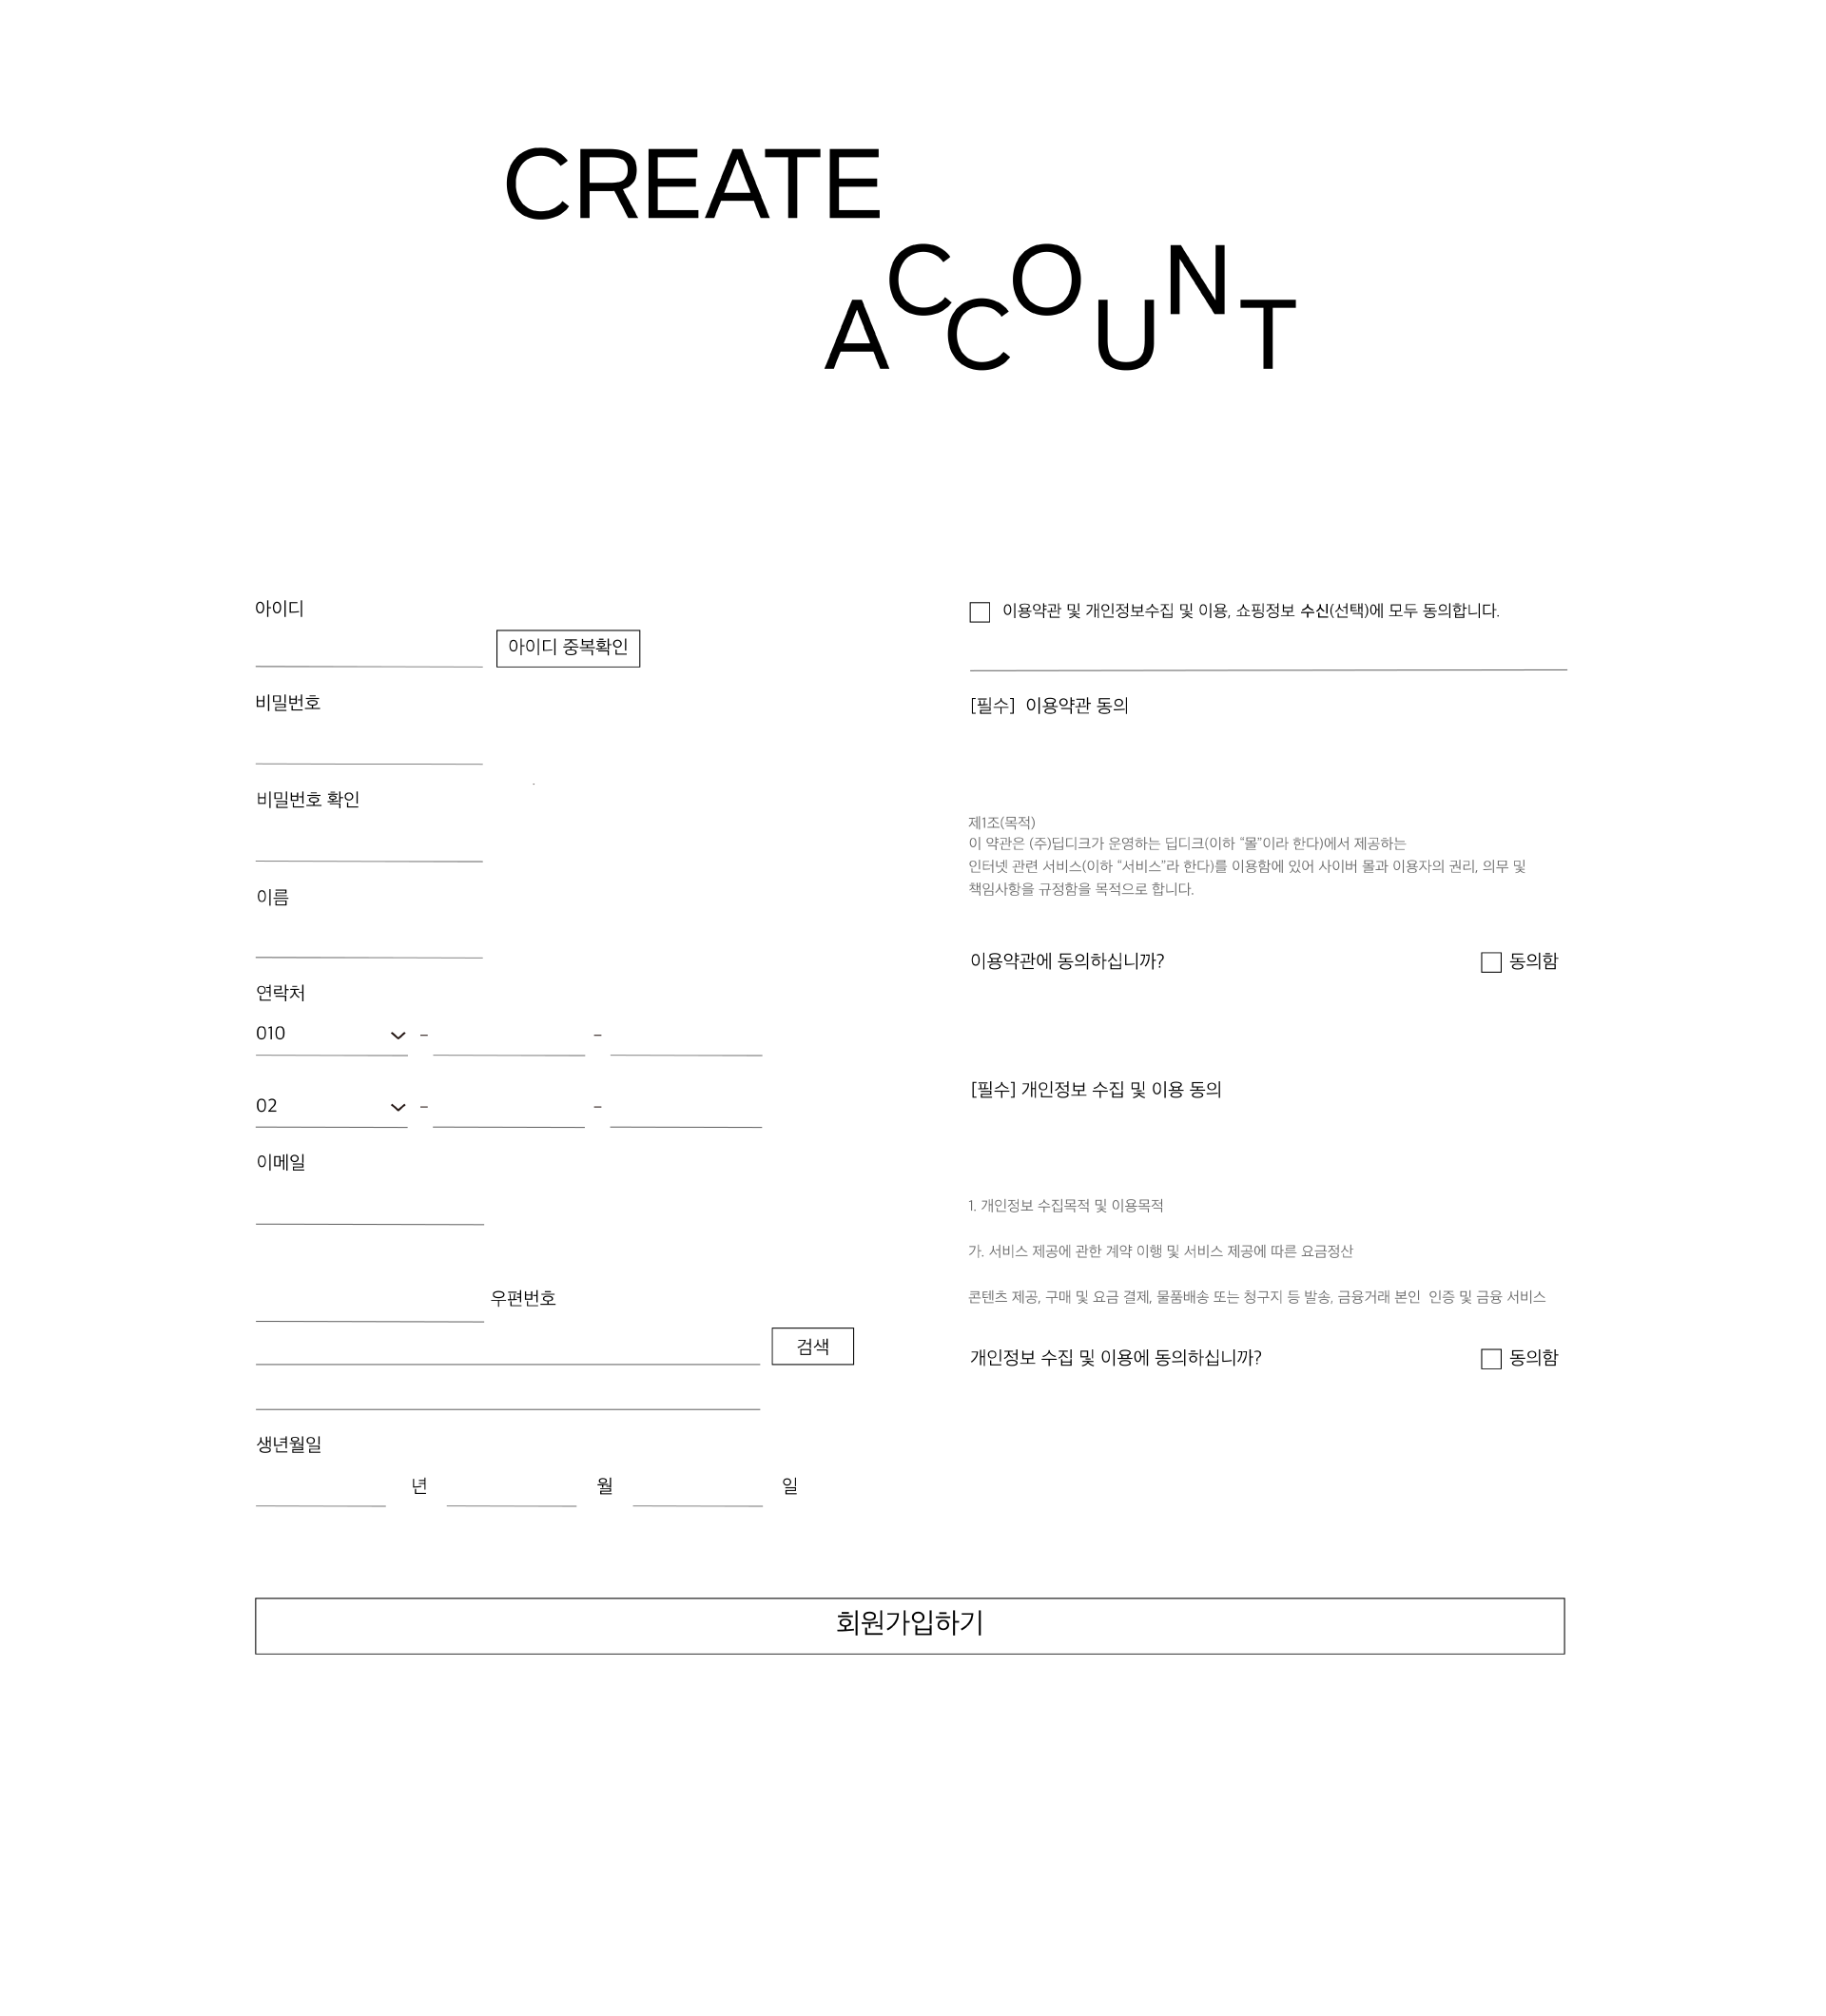 CREATE
ACCOUNT
아이디
아이디 중복확인
비밀번호
비밀번호 확인
이름
연락처
010 - -
02 - -
이메일
우편번호
검색
생년월일
년 월 일
이용약관 및 개인정보수집 및 이용, 쇼핑정보 수신(선택)에 모두 동의합니다.
[필수] 이용약관 동의
제1조(목적)
이 약관은 (주)딥디크가 운영하는 딥디크(이하 “몰”이라 한다)에서 제공하는
인터넷 관련 서비스(이하 “서비스”라 한다)를 이용함에 있어 사이버 몰과 이용자의 권리, 의무 및
책임사항을 규정함을 목적으로 합니다.
이용약관에 동의하십니까? 동의함
[필수] 개인정보 수집 및 이용 동의
1. 개인정보 수집목적 및 이용목적
가. 서비스 제공에 관한 계약 이행 및 서비스 제공에 따른 요금정산
콘텐츠 제공, 구매 및 요금 결제, 물품배송 또는 청구지 등 발송, 금융거래 본인 인증 및 금융 서비스
개인정보 수집 및 이용에 동의하십니까? 동의함
회원가입하기